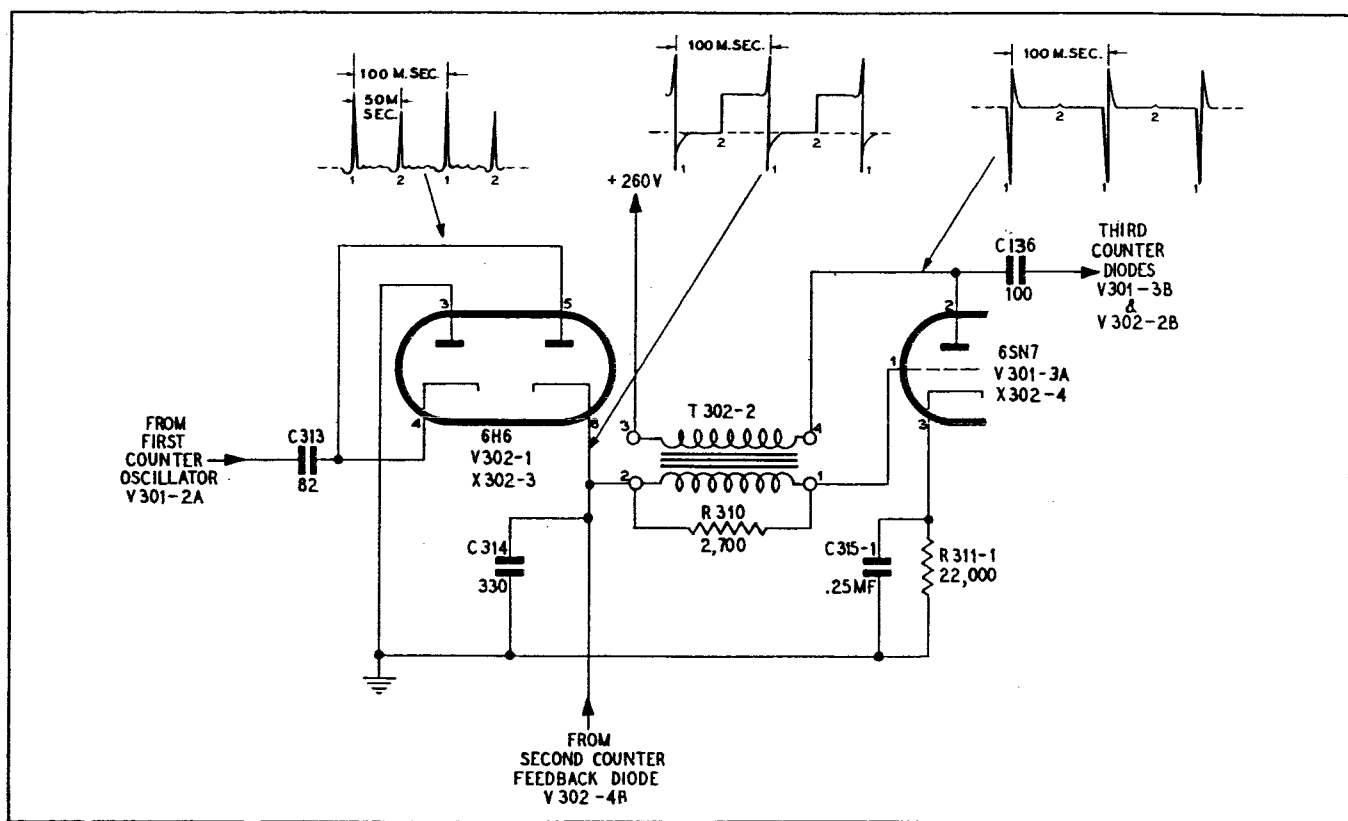 100 M.SEC.
50M
SEC.
1 2 1 2
100 M.SEC.
2 2
1 1 1
100 M.SEC.
2 2
1 1 1
+260V
3 5
4 6
6H6
V302-1
X302-3
FROM
FIRST
COUNTER
OSCILLATOR
V301-2A
C313
82
T 302-2
3 4
2 1
R 310
2,700
C136
100
THIRD
COUNTER
DIODES
V301-3B
&
V302-2B
2
1
3
6SN7
V301-3A
X302-4
C314
330
C315-1
.25MF
R311-1
22,000
FROM
SECOND COUNTER
FEEDBACK DIODE
V302-4B